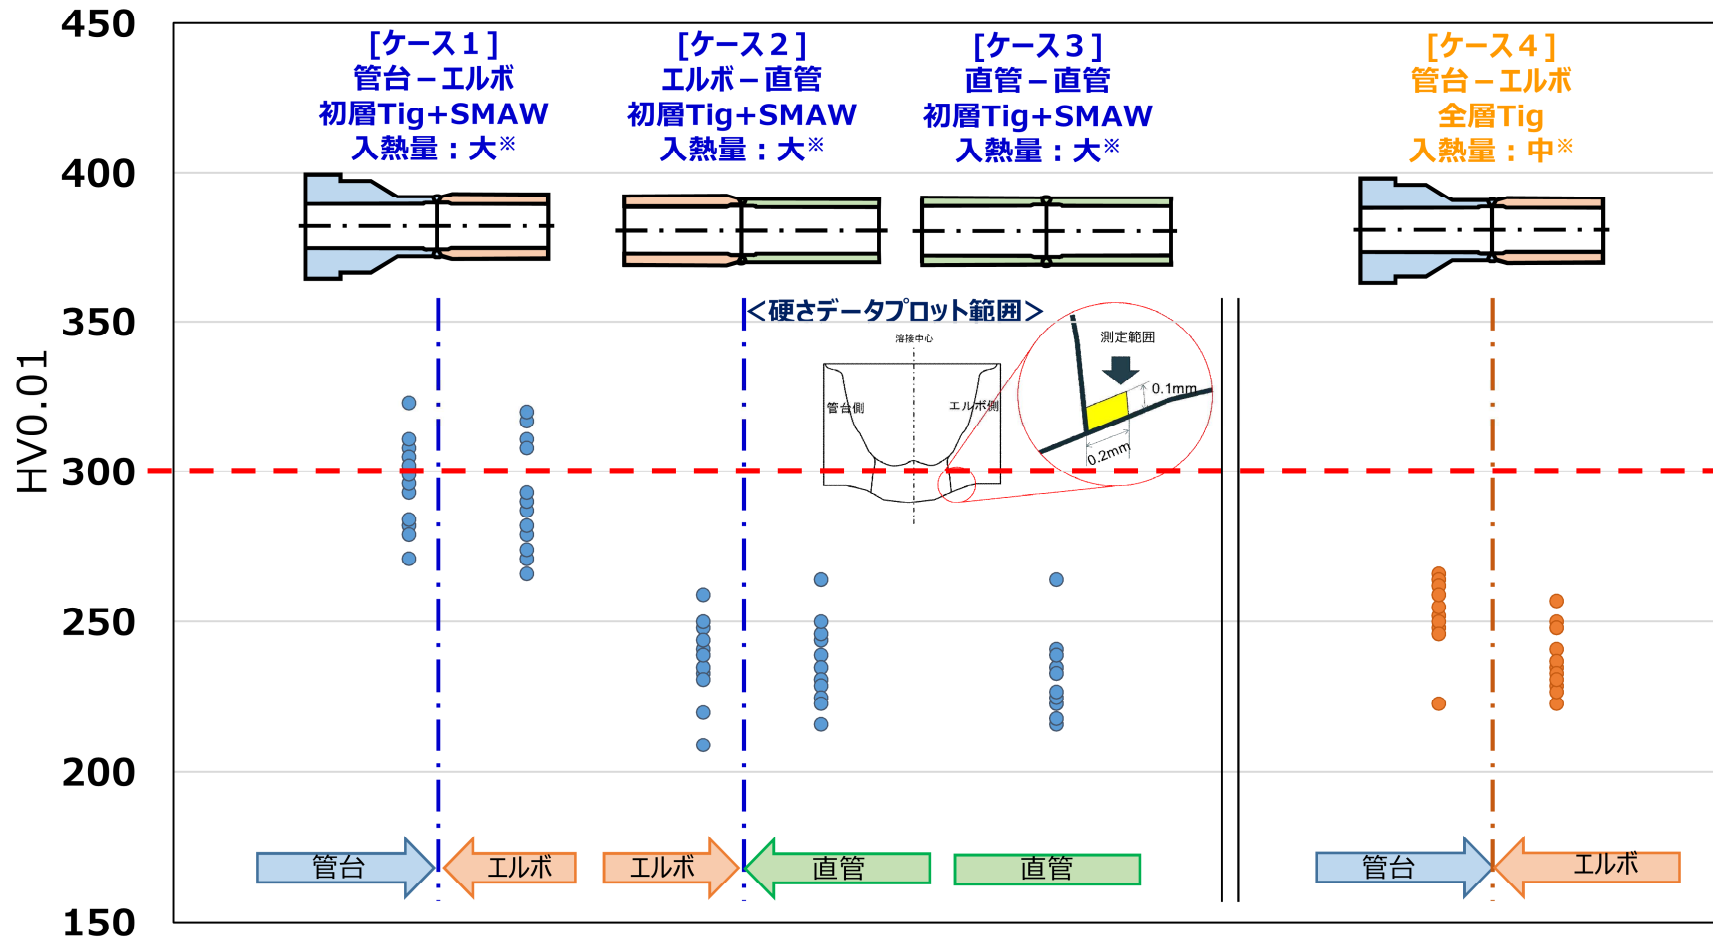 450
400
350
300
250
200
150
HV0.01
[ケース１]
管台－エルボ
初層Tig+SMAW
入熱量：大※
[ケース２]
エルボ－直管
初層Tig+SMAW
入熱量：大※
[ケース３]
直管－直管
初層Tig+SMAW
入熱量：大※
[ケース４]
管台－エルボ
全層Tig
入熱量：中※
＜硬さデータプロット範囲＞
溶接中心
管台側
エルボ側
測定範囲
0.1mm
0.2mm
管台
エルボ
エルボ
直管
直管
管台
エルボ